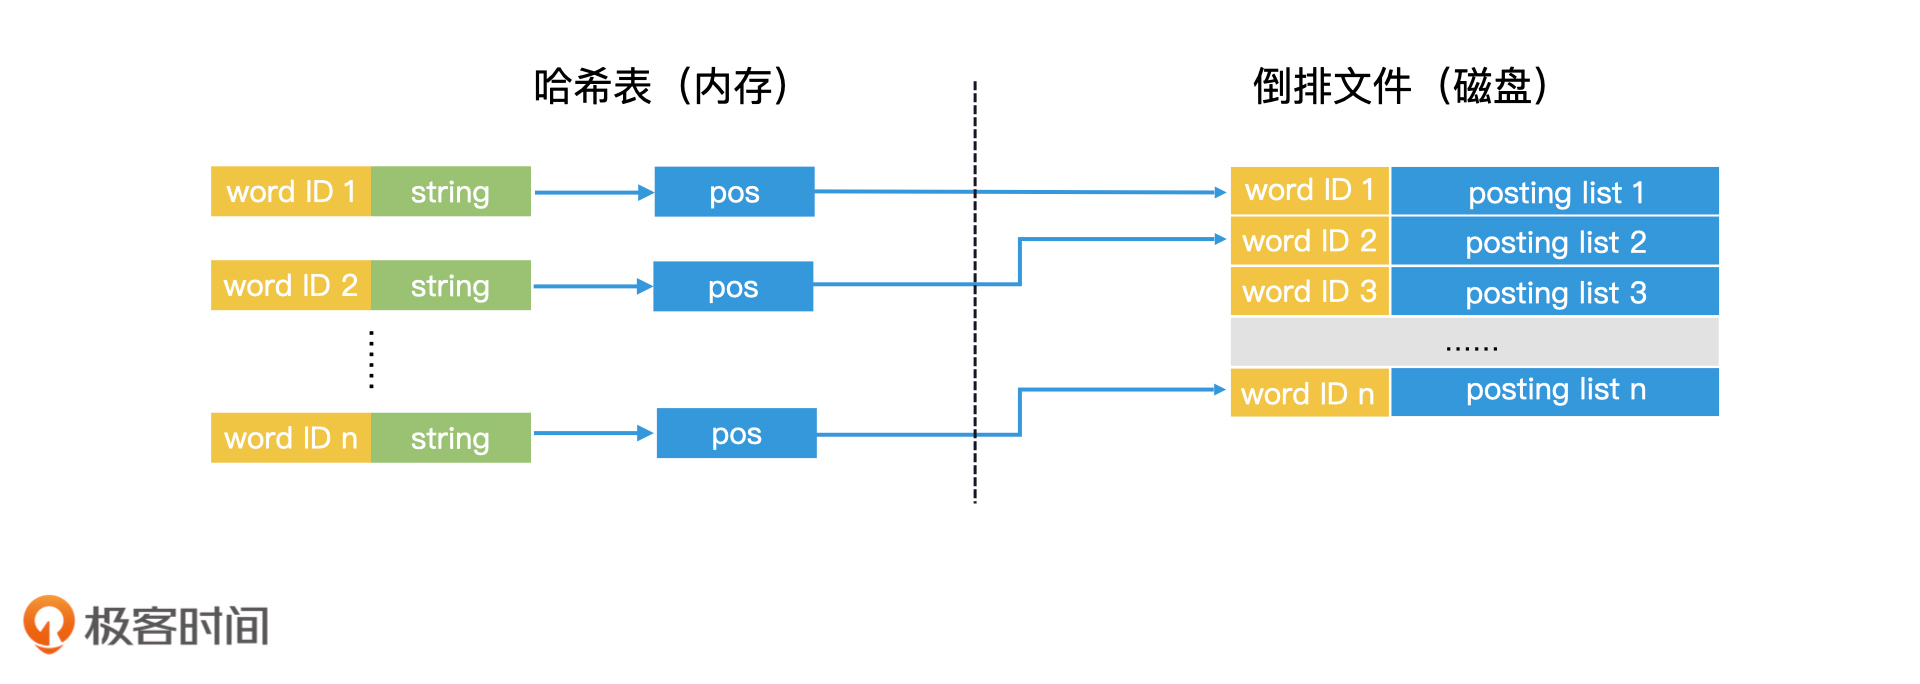 哈希表（内存）
倒排文件（磁盘）
word ID 1 string pos
word ID 2 string pos
......
word ID n string pos
word ID 1 posting list 1
word ID 2 posting list 2
word ID 3 posting list 3
......
word ID n posting list n
极客时间